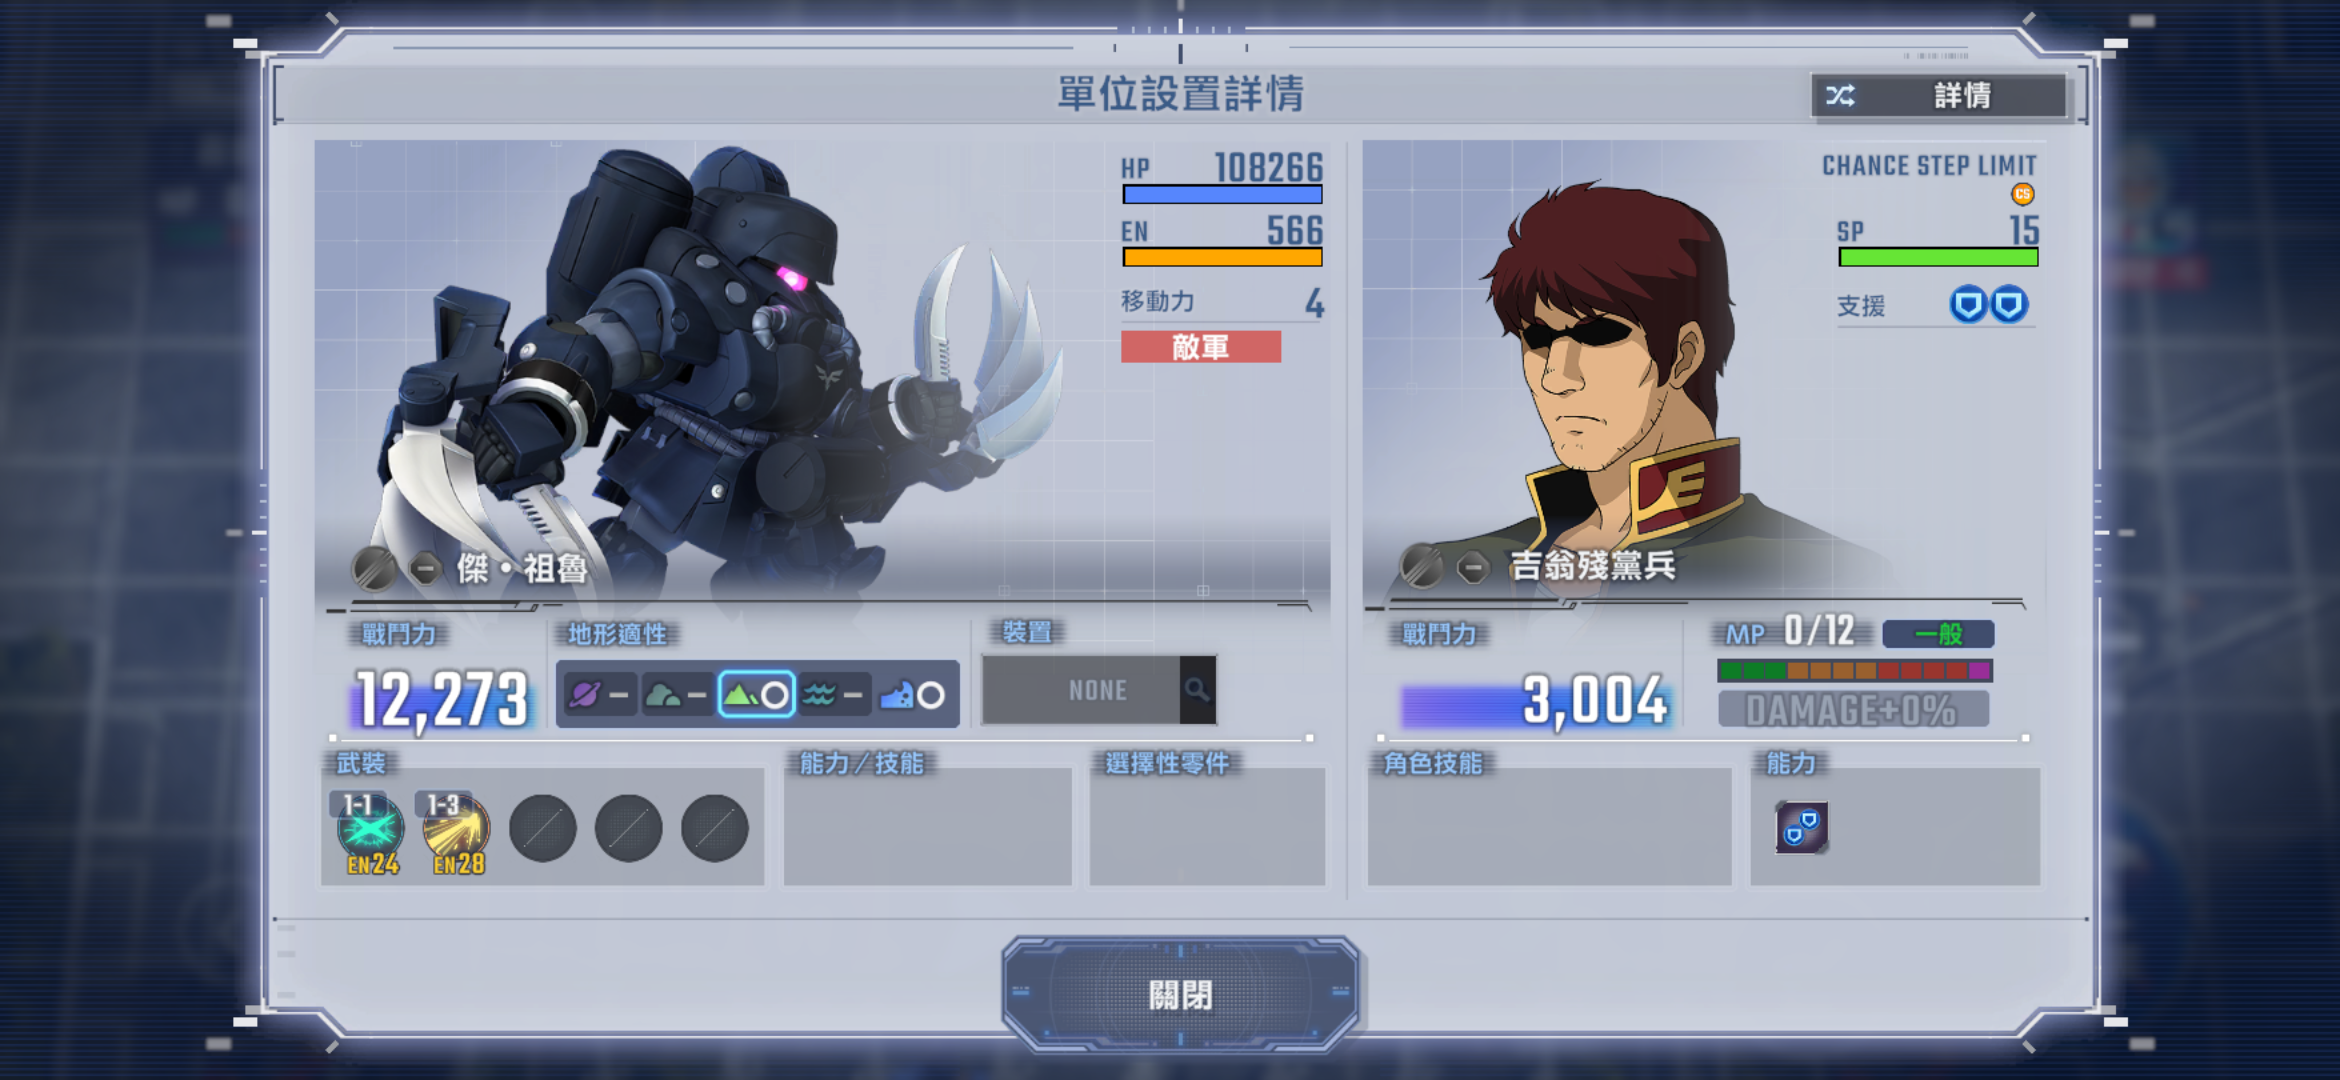 單位設置詳情
詳情
HP 108266
EN 566
移動力 4
敵軍
傑・祖魯
戰鬥力
12,273
地形適性
裝置
NONE
武裝
1-1
EN24
1-3
EN28
能力／技能
選擇性零件
CHANCE STEP LIMIT
CS
SP 15
支援
吉翁殘黨兵
戰鬥力
3,004
MP 0/12 一般
DAMAGE+0%
角色技能
能力
關閉